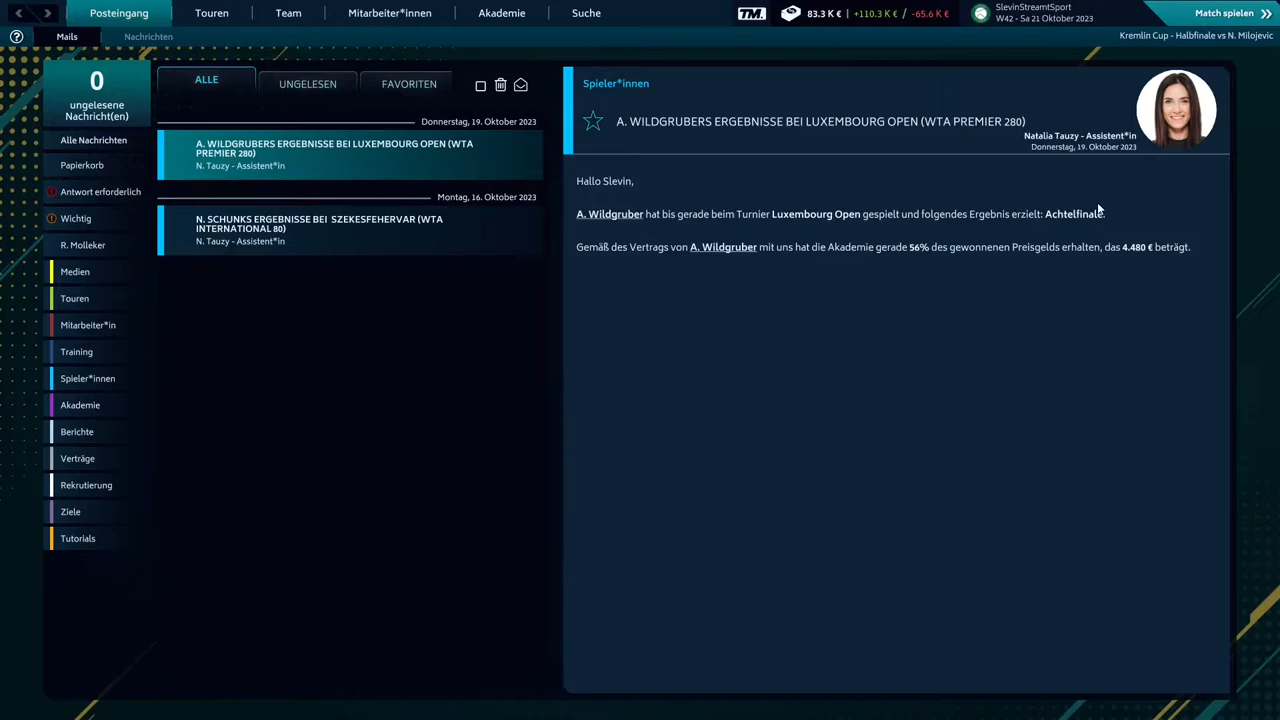 Posteingang
Touren
Team
Mitarbeiter*innen
Akademie
Suche
TM.
83.3 K € | +110.3 K € / -65.6 K €
SlevinStreamtSport
W42 - Sa 21 Oktober 2023
Match spielen
?
Mails
Nachrichten
Kremlin Cup - Halbfinale vs N. Milojevic
0
ungelesene
Nachricht(en)
Alle Nachrichten
Papierkorb
Antwort erforderlich
Wichtig
R. Molleker
Medien
Touren
Mitarbeiter*in
Training
Spieler*innen
Akademie
Berichte
Verträge
Rekrutierung
Ziele
Tutorials
ALLE
UNGELESEN
FAVORITEN
Donnerstag, 19. Oktober 2023
A. WILDGRUBERS ERGEBNISSE BEI LUXEMBOURG OPEN (WTA
PREMIER 280)
N. Tauzy - Assistent*in
Montag, 16. Oktober 2023
N. SCHUNKS ERGEBNISSE BEI SZEKESFEHERVAR (WTA
INTERNATIONAL 80)
N. Tauzy - Assistent*in
Spieler*innen
A. WILDGRUBERS ERGEBNISSE BEI LUXEMBOURG OPEN (WTA PREMIER 280)
Natalia Tauzy - Assistent*in
Donnerstag, 19. Oktober 2023
Hallo Slevin,
A. Wildgruber hat bis gerade beim Turnier Luxembourg Open gespielt und folgendes Ergebnis erzielt: Achtelfinale.
Gemäß des Vertrags von A. Wildgruber mit uns hat die Akademie gerade 56% des gewonnenen Preisgelds erhalten, das 4.480 € beträgt.